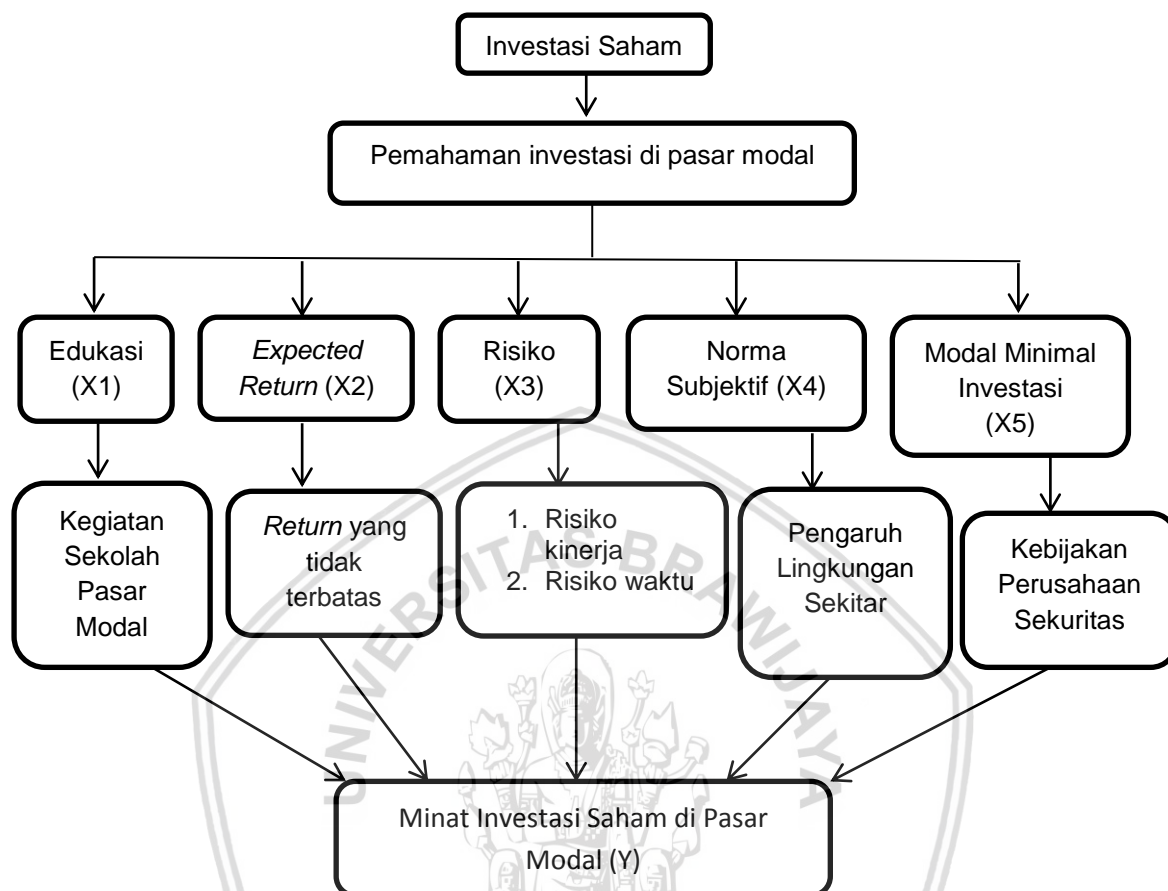 Investasi Saham
Pemahaman investasi di pasar modal
Edukasi
(X1)
Expected
Return (X2)
Risiko
(X3)
Norma
Subjektif (X4)
Modal Minimal
Investasi
(X5)
Kegiatan
Sekolah
Pasar
Modal
Return yang
tidak
terbatas
1. Risiko
kinerja
2. Risiko waktu
Pengaruh
Lingkungan
Sekitar
Kebijakan
Perusahaan
Sekuritas
UNIVERSITAS BRAWIJAYA
Minat Investasi Saham di Pasar
Modal (Y)